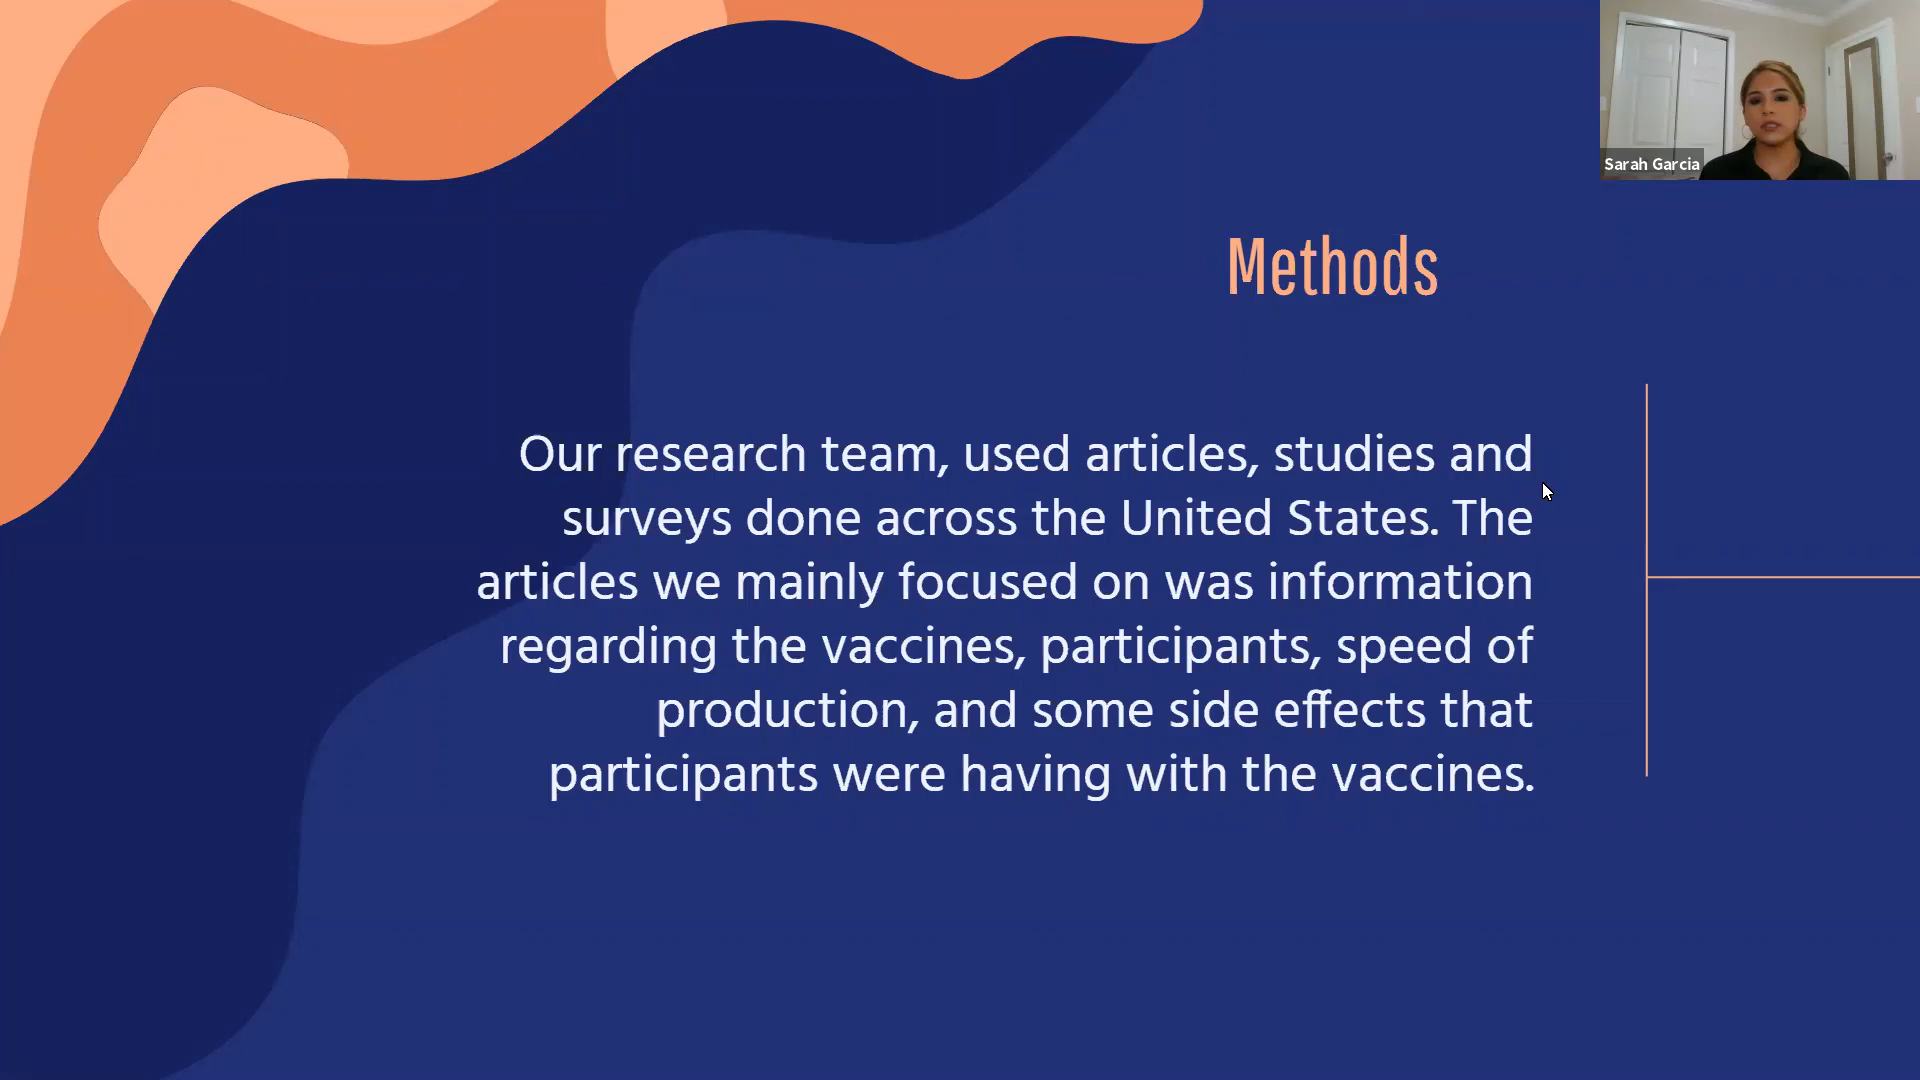 Sarah Garcia
Methods
Our research team, used articles, studies and
surveys done across the United States. The
articles we mainly focused on was information
regarding the vaccines, participants, speed of
production, and some side effects that
participants were having with the vaccines.